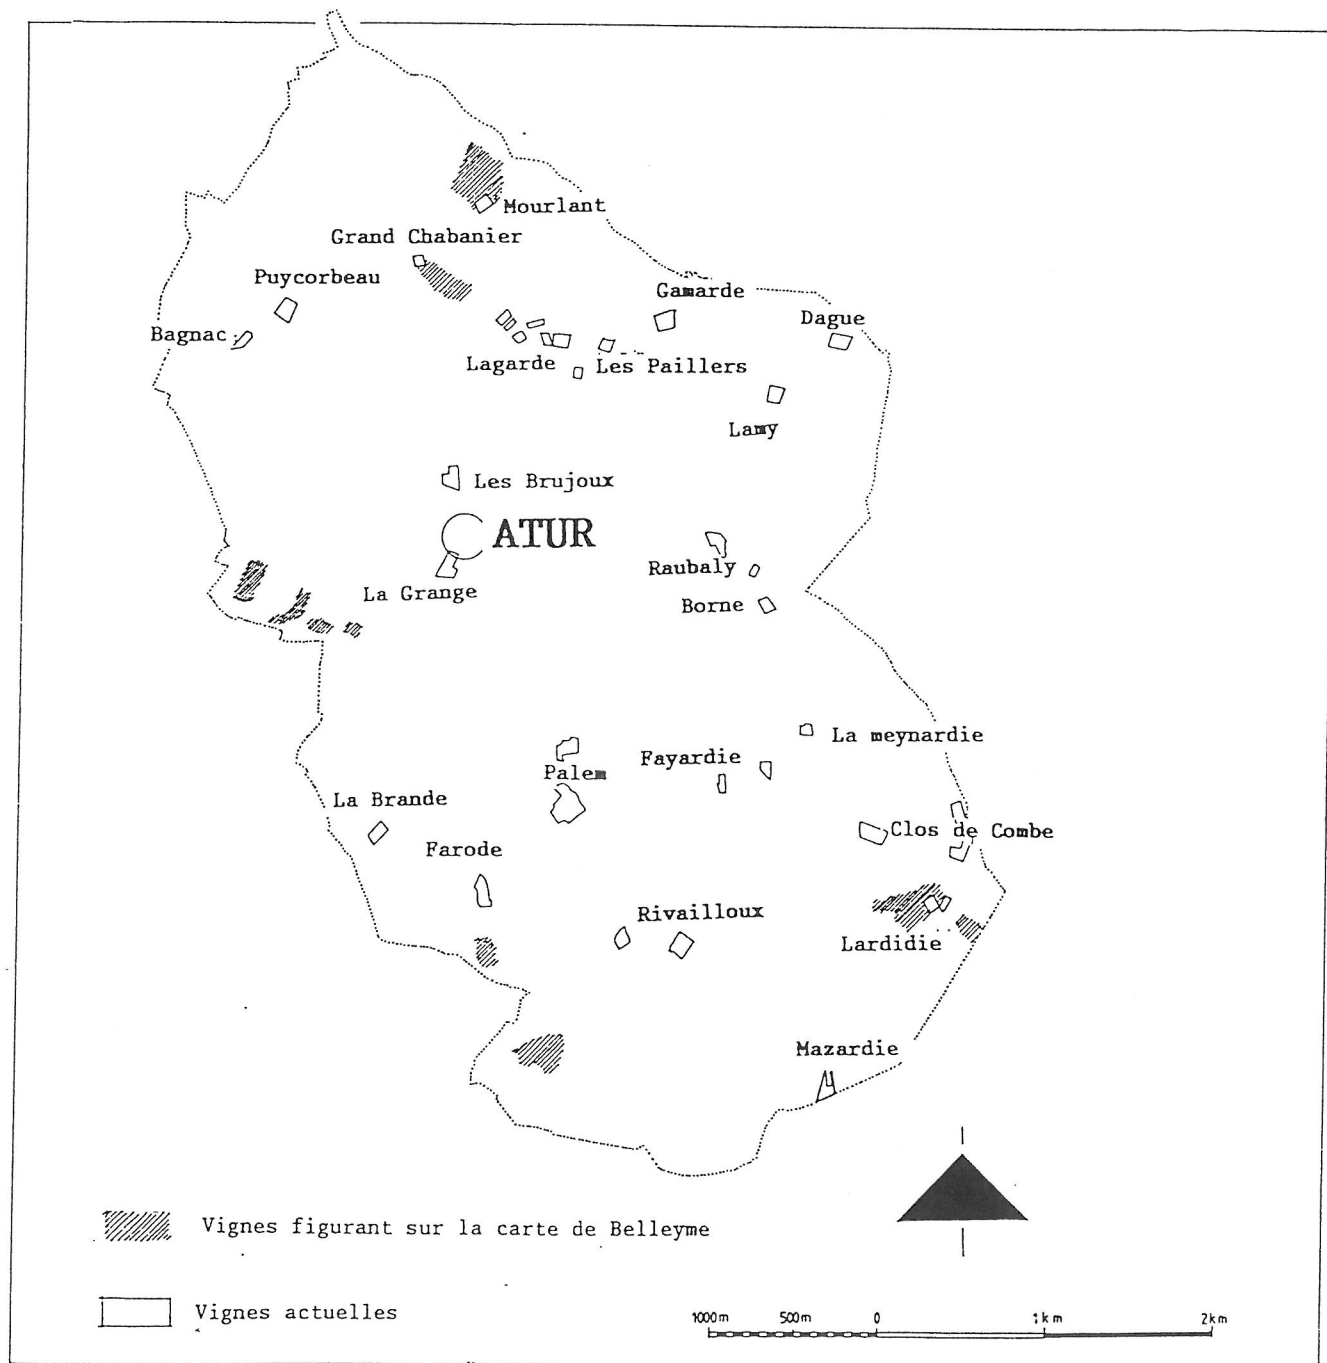 Mourlant
Grand Chabanier
Puycorbeau
Gamarde
Bagnac
Dague
Lagarde
Les Paillers
Lamy
Les Brujoux
ATUR
Raubaly
La Grange
Borne
La meynardie
Fayardie
Palem
La Brande
Clos de Combe
Farode
Rivailloux
Lardidie
Mazardie
Vignes figurant sur la carte de Belleyme
Vignes actuelles
1000m 500m 0 1km 2km